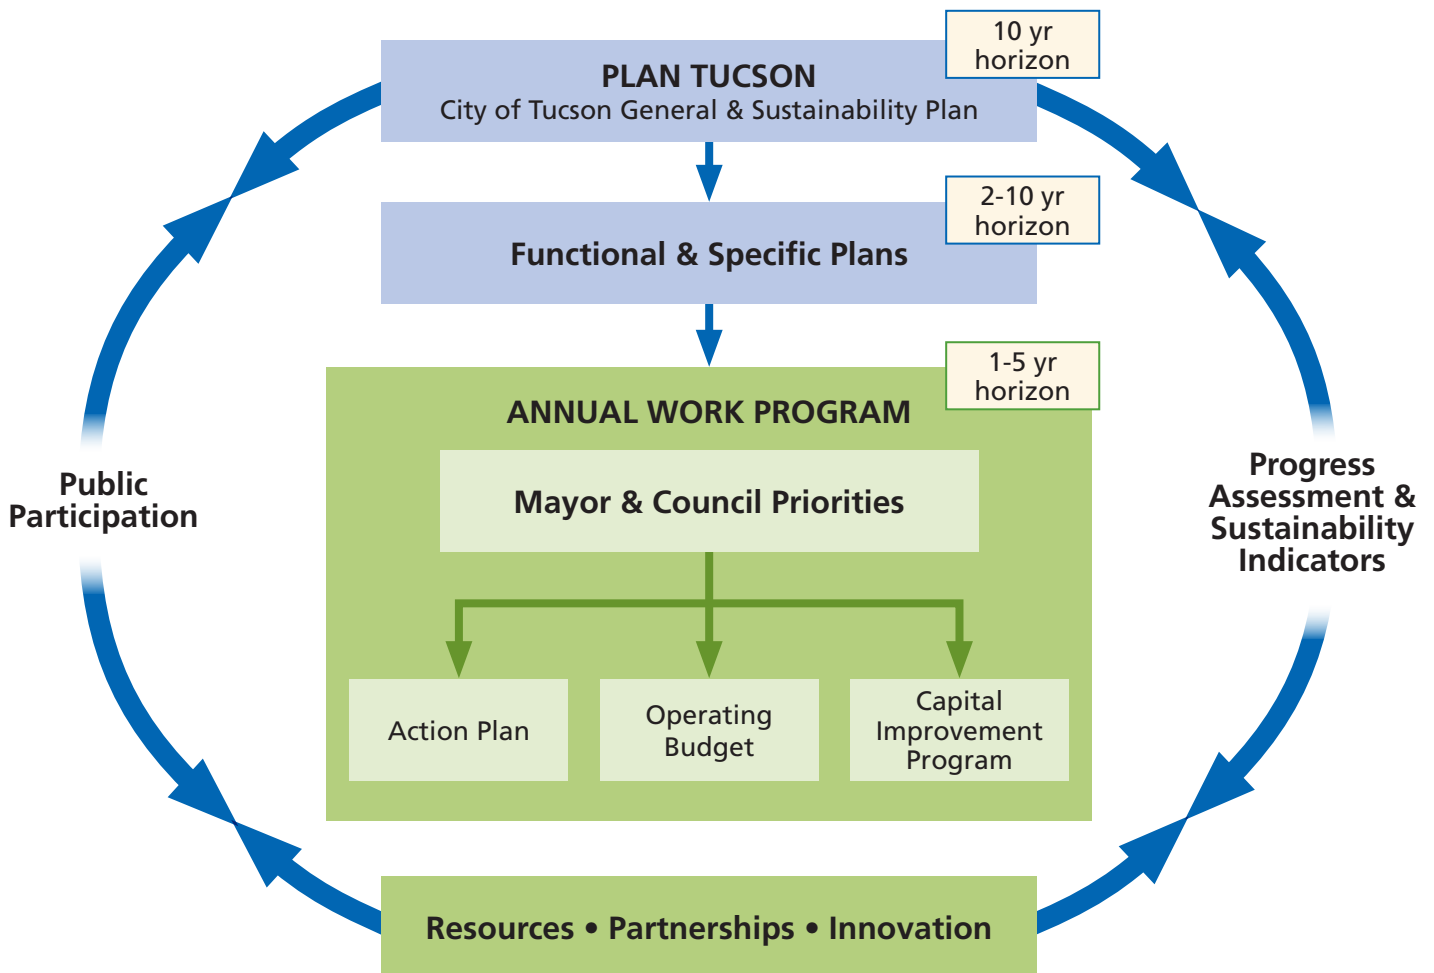 10 yr
horizon
PLAN TUCSON
City of Tucson General & Sustainability Plan
2-10 yr
horizon
Functional & Specific Plans
1-5 yr
horizon
ANNUAL WORK PROGRAM
Mayor & Council Priorities
Action Plan
Operating
Budget
Capital
Improvement
Program
Public
Participation
Progress
Assessment &
Sustainability
Indicators
Resources • Partnerships • Innovation